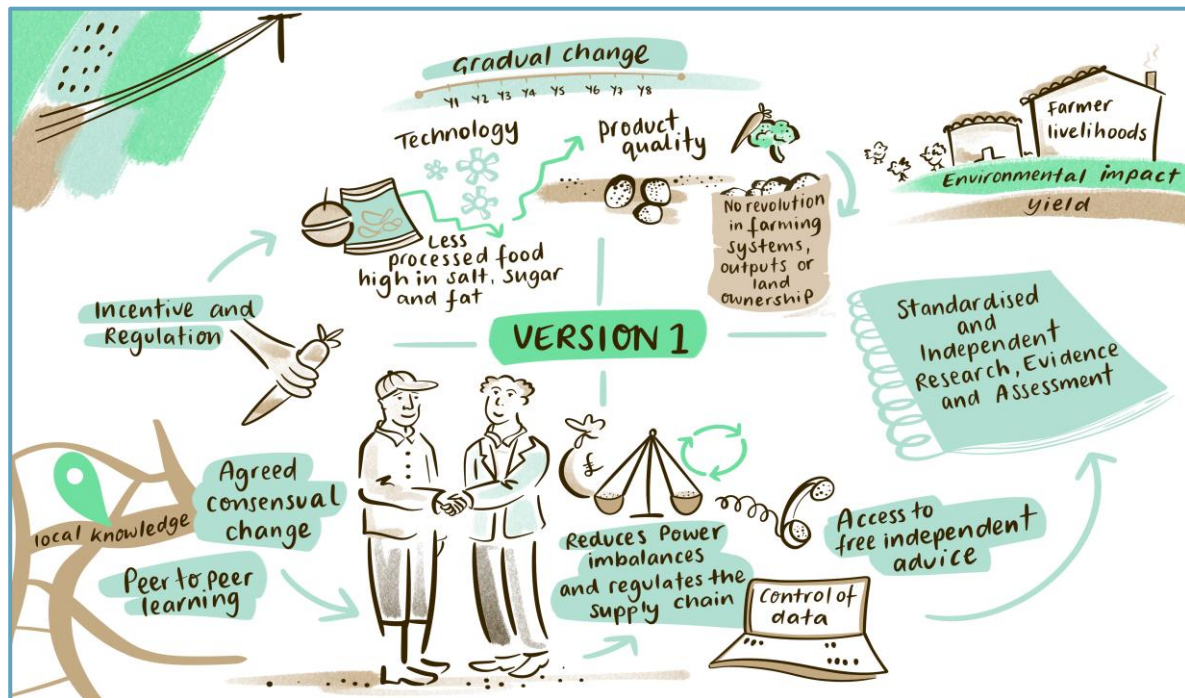 Gradual change
Y1 Y2 Y3 Y4 Y5 Y6 Y7 Y8
Technology
product
quality
Less
processed food
high in salt, sugar
and fat
No revolution
in farming
systems,
outputs or
land
ownership
Farmer
livelihoods
Environmental impact
yield
Incentive and
Regulation
VERSION 1
Standardised
and
Independent
Research, Evidence
and Assessment
local knowledge
Agreed
consensual
change
Peer to peer
learning
£
Reduces Power
imbalances
and regulates the
supply chain
Access to
free independent
advice
Control of
data